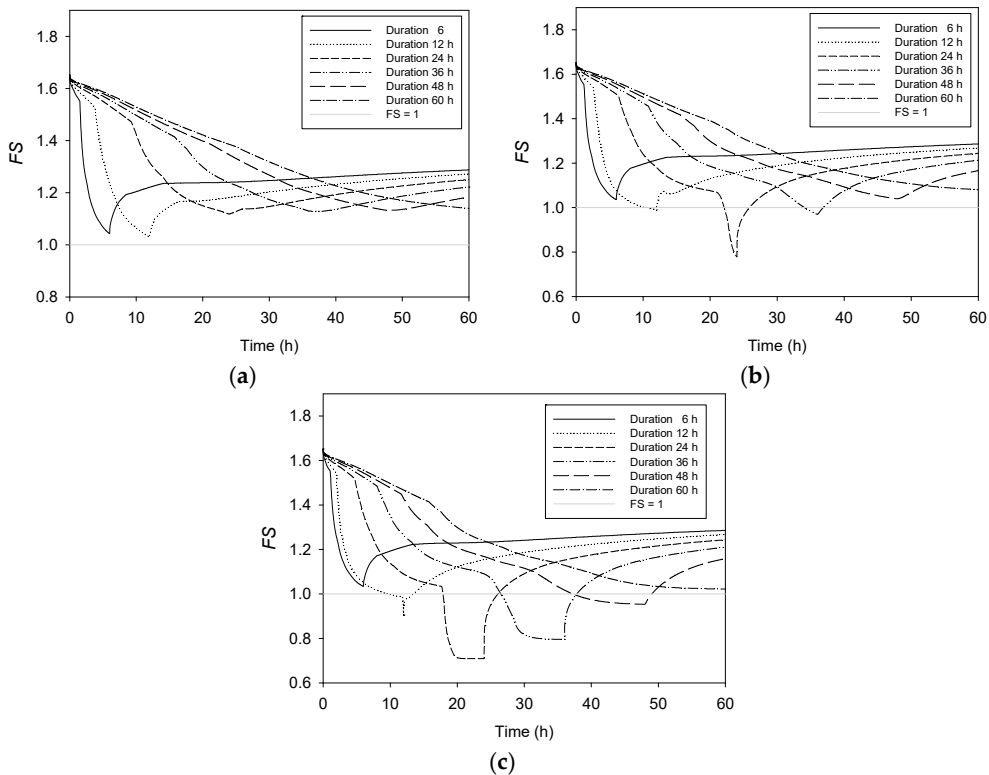 1.8
1.6
1.4
1.2
1.0
0.8
FS
Duration 6
Duration 12 h
Duration 24 h
Duration 36 h
Duration 48 h
Duration 60 h
FS = 1
0 10 20 30 40 50 60
Time (h)
(a)
1.8
1.6
1.4
1.2
1.0
0.8
0.6
FS
Duration 6 h
Duration 12 h
Duration 24 h
Duration 36 h
Duration 48 h
Duration 60 h
FS = 1
0 10 20 30 40 50 60
Time (h)
(b)
1.8
1.6
1.4
1.2
1.0
0.8
0.6
FS
Duration 6 h
Duration 12 h
Duration 24 h
Duration 36 h
Duration 48 h
Duration 60 h
FS = 1
0 10 20 30 40 50 60
Time (h)
(c)